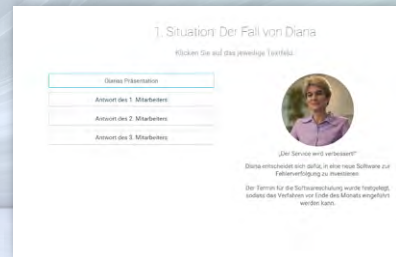 1. Situation: Der Fall von Diana
Klicken Sie auf das jeweilige Textfeld.
Dianas Präsentation
Antwort des 1. Mitarbeiters
Antwort des 2. Mitarbeiters
Antwort des 3. Mitarbeiters
„Der Service wird verbessert!“
Diana entscheidet sich dafür, in eine neue Software zur
Fehlerverfolgung zu investieren.
Der Termin für die Softwareschulung wurde festgelegt,
sodass das Verfahren vor Ende des Monats eingeführt
werden kann.